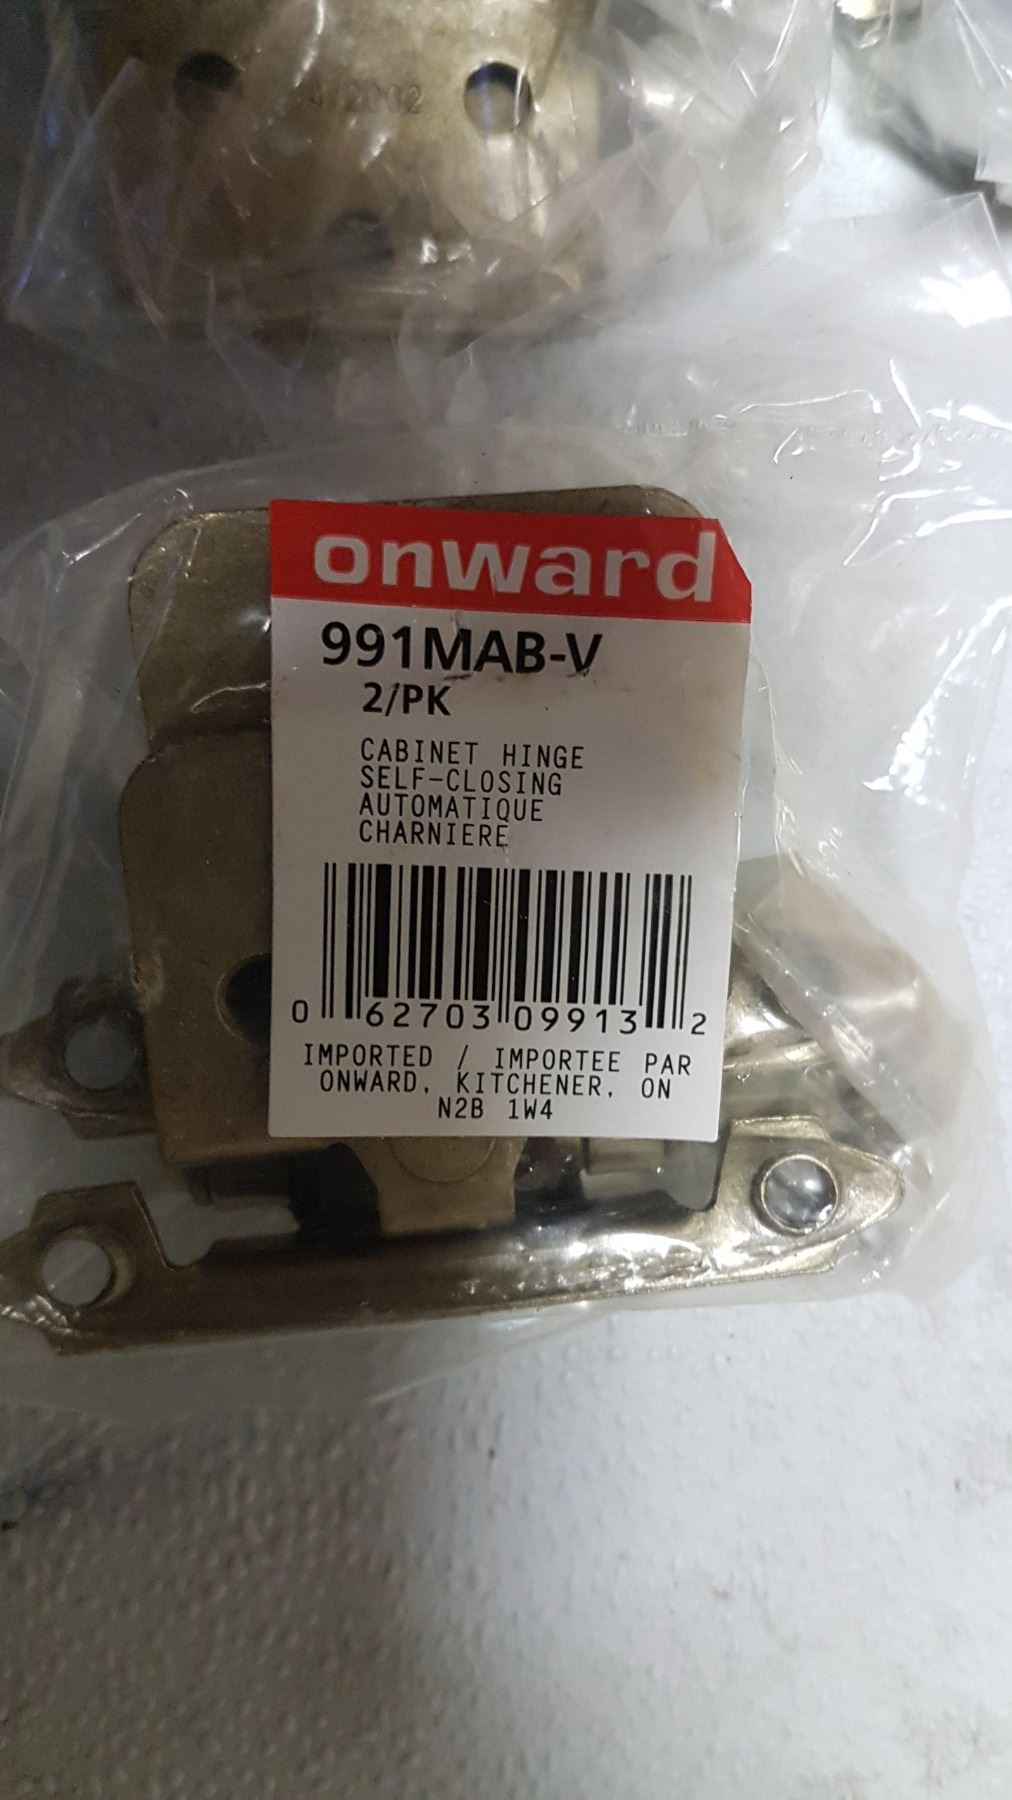 onward
991MAB-V
2/PK
CABINET HINGE
SELF-CLOSING
AUTOMATIQUE
CHARNIERE
0 62703 09913 2
IMPORTED / IMPORTEE PAR
ONWARD, KITCHENER, ON
N2B 1W4